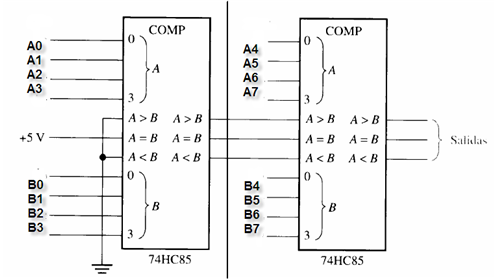 COMP
A0
A1
A2
A3
0
3
A
A > B
A = B
A < B
A > B
A = B
A < B
+5 V
B0
B1
B2
B3
0
3
B
74HC85
COMP
A4
A5
A6
A7
0
3
A
A > B
A = B
A < B
A > B
A = B
A < B
Salidas
B4
B5
B6
B7
0
3
B
74HC85